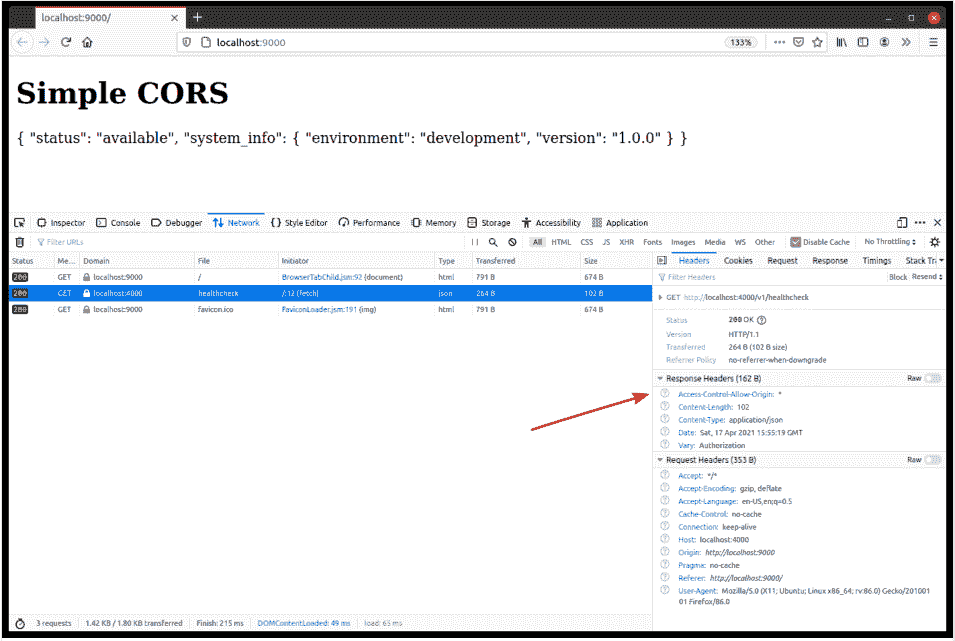 localhost:9000/
localhost:9000
133%
Simple CORS
{ "status": "available", "system_info": { "environment": "development", "version": "1.0.0" } }
Inspector Console Debugger Network Style Editor Performance Memory Storage Accessibility Application
Filter URLs
All HTML CSS JS XHR Fonts Images Media WS Other Disable Cache No Throttling
Status Me... Domain File Initiator Type Transferred Size
200 GET localhost:9000 / BrowserTabChild.jsm:92 (document) html 791 B 674 B
200 GET localhost:4000 healthcheck /:12 (fetch) json 264 B 102 B
200 GET localhost:9000 favicon.ico FaviconLoader.jsm:191 (img) html 791 B 674 B
Headers Cookies Request Response Timings Stack Tra
Filter Headers Block Resend
GET http://localhost:4000/v1/healthcheck
Status 200 OK
Version HTTP/1.1
Transferred 264 B (102 B size)
Referrer Policy no-referrer-when-downgrade
Response Headers (162 B) Raw
Access-Control-Allow-Origin: *
Content-Length: 102
Content-Type: application/json
Date: Sat, 17 Apr 2021 15:55:19 GMT
Vary: Authorization
Request Headers (353 B) Raw
Accept: */*
Accept-Encoding: gzip, deflate
Accept-Language: en-US,en;q=0.5
Cache-Control: no-cache
Connection: keep-alive
Host: localhost:4000
Origin: http://localhost:9000
Pragma: no-cache
Referer: http://localhost:9000/
User-Agent: Mozilla/5.0 (X11; Ubuntu; Linux x86_64; rv:86.0) Gecko/201001
01 Firefox/86.0
3 requests 1.42 KB / 1.80 KB transferred Finish: 215 ms DOMContentLoaded: 49 ms load: 65 ms